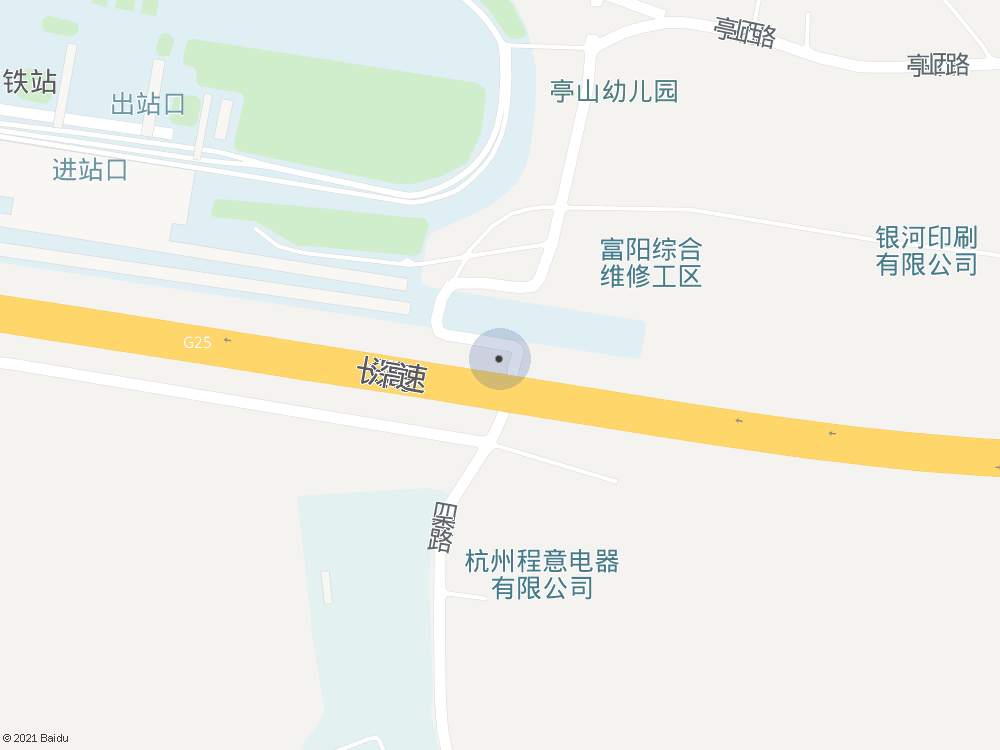 亭山西路
亭山西路
铁站
亭山幼儿园
出站口
进站口
富阳综合
维修工区
银河印刷
有限公司
G25
长深高速
杭州程意电器
有限公司
© 2021 Baidu